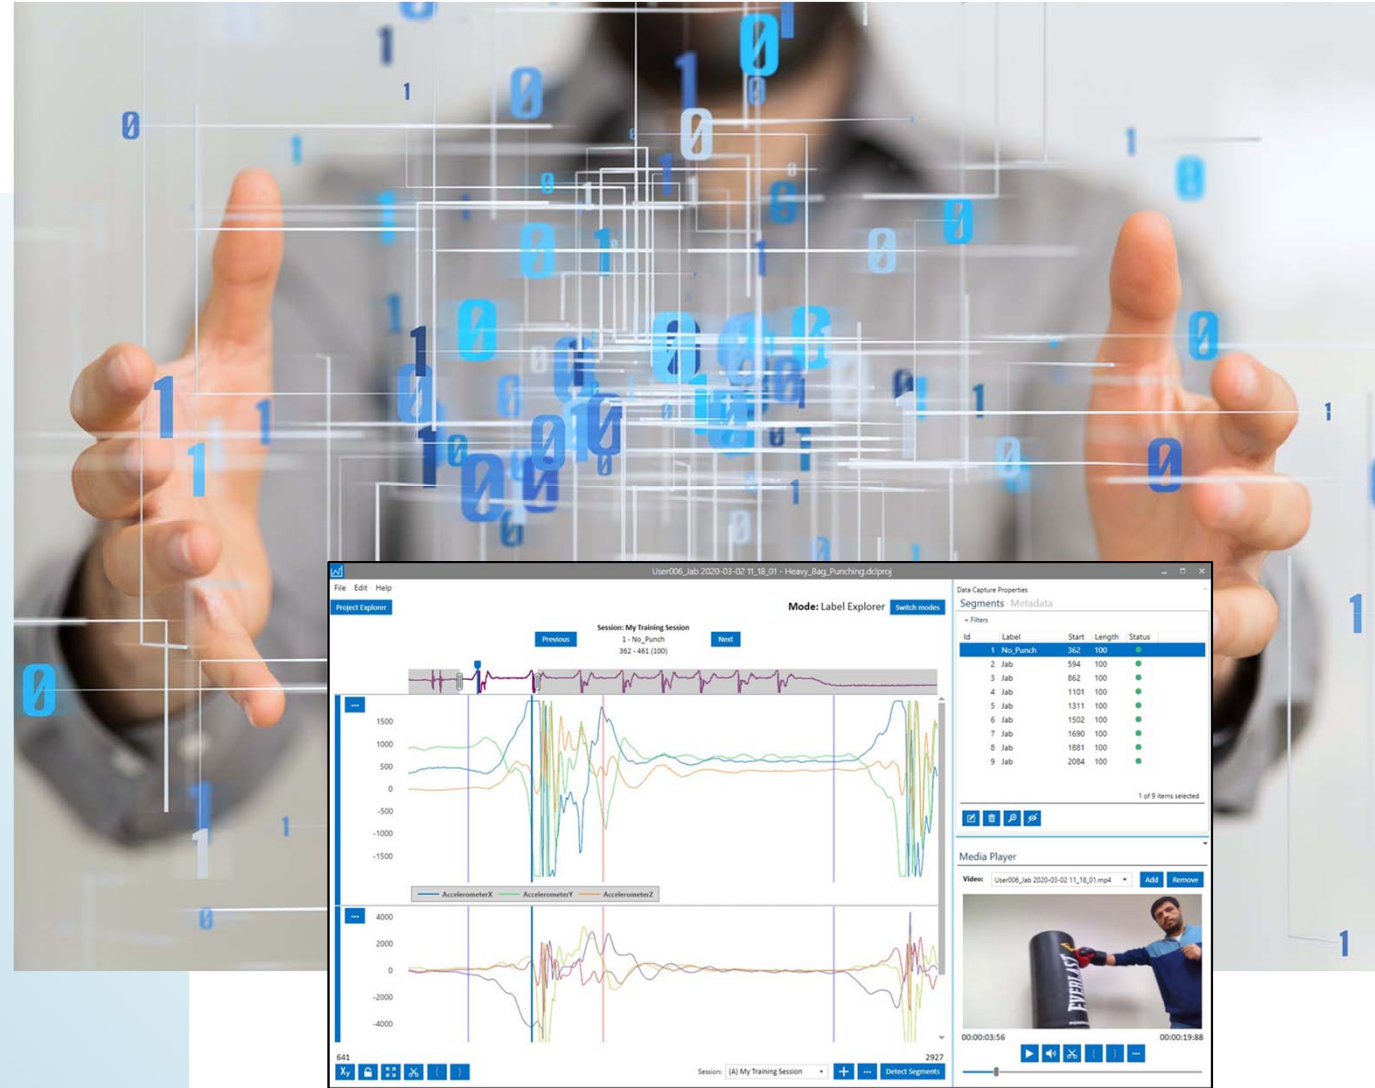 User006_Jab 2020-03-02 11_18_01 - Heavy_Bag_Punching.dclproj
File Edit Help
Project Explorer
Mode: Label Explorer Switch modes
Session: My Training Session
Previous 1 - No_Punch Next
362 - 461 (100)
1500
1000
500
0
-500
-1000
-1500
AccelerometerX AccelerometerY AccelerometerZ
4000
2000
0
-2000
-4000
641 2927
Xy
Session: (A) My Training Session + ... Detect Segments
Data Capture Properties
Segments Metadata
Filters
Id Label Start Length Status
1 No_Punch 362 100
2 Jab 594 100
3 Jab 862 100
4 Jab 1101 100
5 Jab 1311 100
6 Jab 1502 100
7 Jab 1690 100
8 Jab 1881 100
9 Jab 2084 100
1 of 9 items selected
Media Player
Video: User006_Jab 2020-03-02 11_18_01.mp4 Add Remove
EVERLAST
00:00:03:56 00:00:19:88